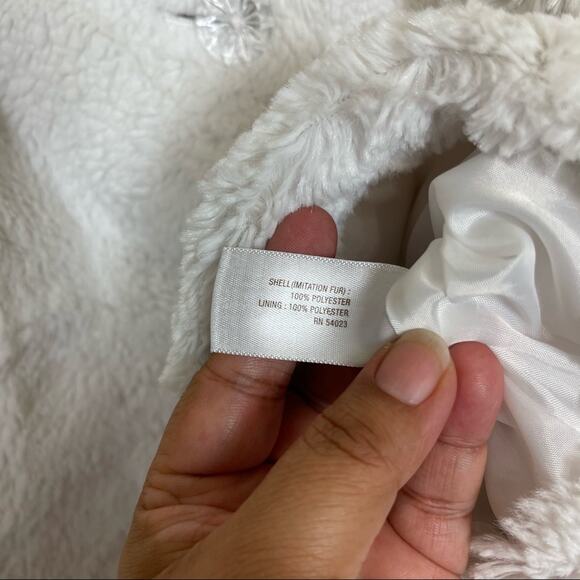 SHELL(IMITATION FUR) :
100% POLYESTER
LINING : 100% POLYESTER
RN 54023